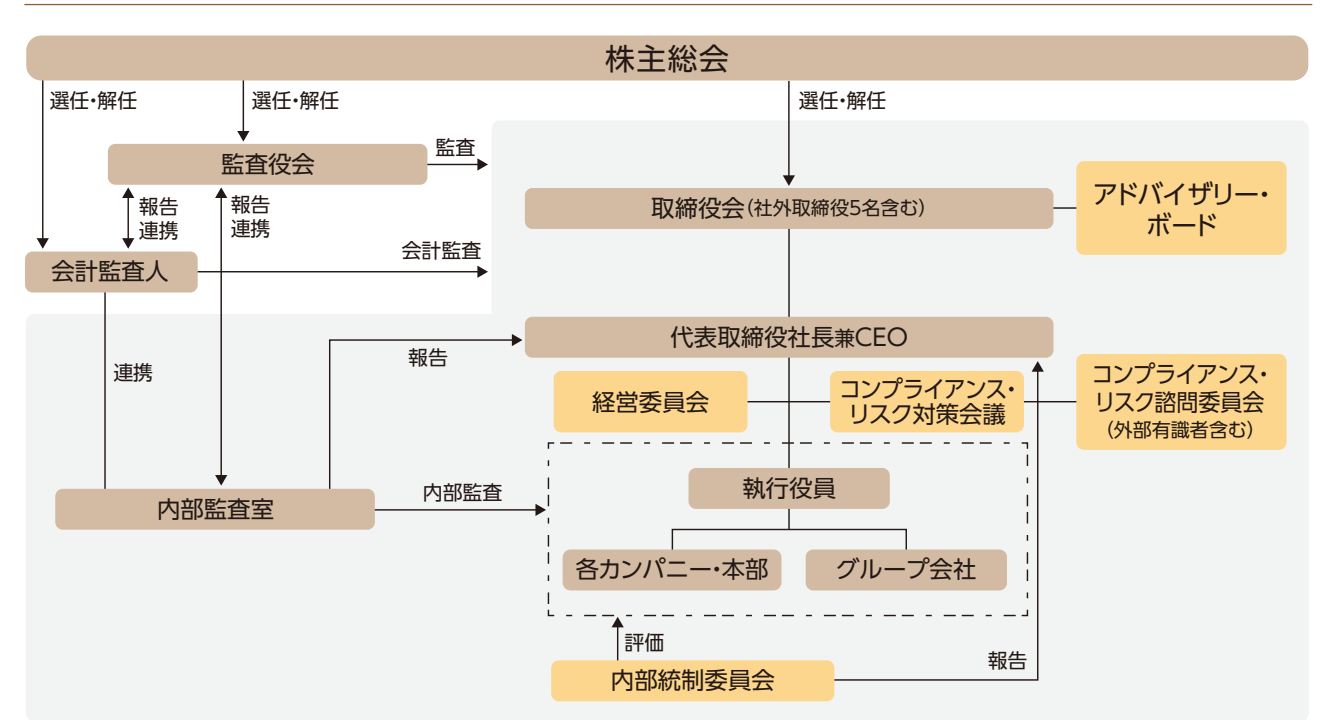 株主総会
選任・解任
選任・解任
選任・解任
監査役会
監査
報告
連携
報告
連携
取締役会(社外取締役5名含む)
アドバイザリー・
ボード
会計監査人
会計監査
代表取締役社長兼CEO
報告
連携
経営委員会
コンプライアンス・
リスク対策会議
コンプライアンス・
リスク諮問委員会
(外部有識者含む)
執行役員
内部監査室
内部監査
各カンパニー・本部
グループ会社
評価
内部統制委員会
報告